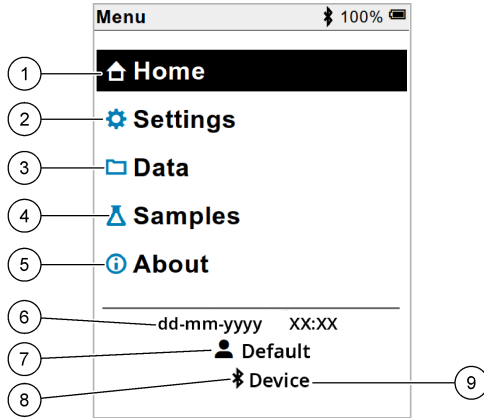 Menu 100%
1 Home
2 Settings
3 Data
4 Samples
5 About
6 dd-mm-yyyy XX:XX
7 Default
8 Device 9